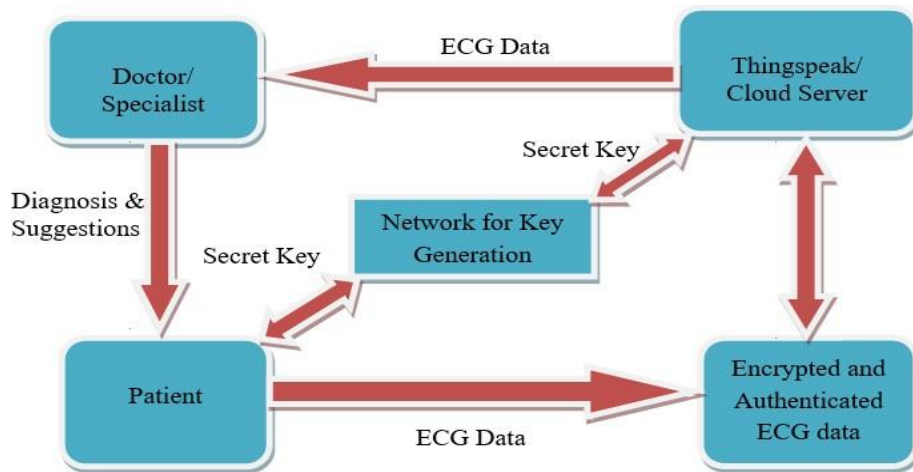 ECG Data
Doctor/
Specialist
Thingspeak/
Cloud Server
Secret Key
Diagnosis &
Suggestions
Network for Key
Generation
Secret Key
Patient
Encrypted and
Authenticated
ECG data
ECG Data